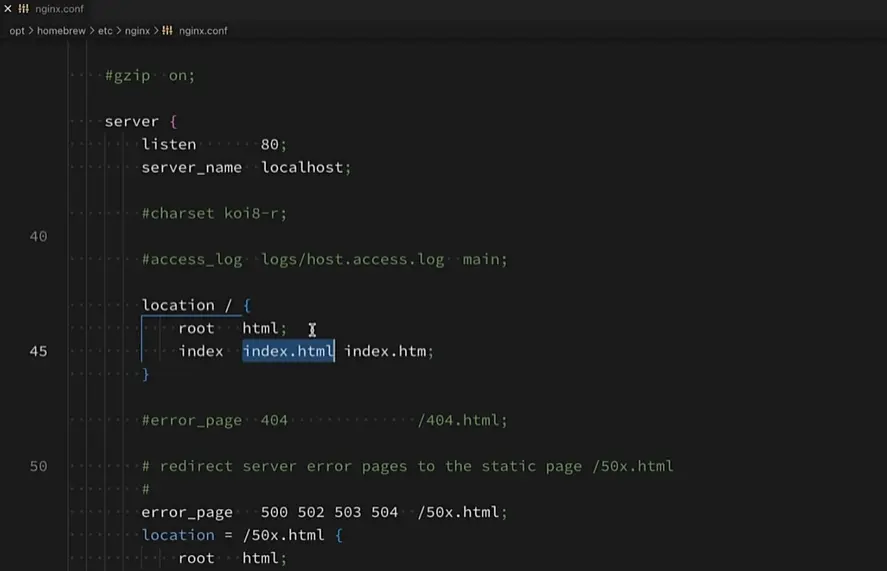 nginx.conf
opt > homebrew > etc > nginx > nginx.conf
#gzip  on;
server {
listen       80;
server_name  localhost;
#charset koi8-r;
40
#access_log  logs/host.access.log  main;
location / {
root   html;
45 index  index.html index.htm;
}
#error_page  404              /404.html;
50 # redirect server error pages to the static page /50x.html
#
error_page   500 502 503 504  /50x.html;
location = /50x.html {
root   html;